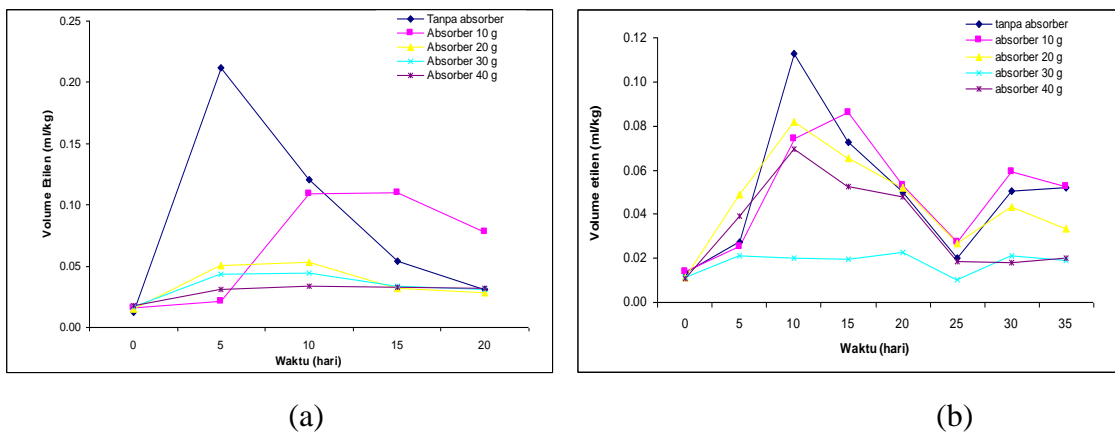 0.25
0.20
0.15
0.10
0.05
0.00
Volume Etilen (ml/kg)
Tanpa absorber
Absorber 10 g
Absorber 20 g
Absorber 30 g
Absorber 40 g
0 5 10 15 20
Waktu (hari)
(a)
0.12
0.10
0.08
0.06
0.04
0.02
0.00
Volume etilen (ml/kg)
tanpa absorber
absorber 10 g
absorber 20 g
absorber 30 g
absorber 40 g
0 5 10 15 20 25 30 35
Waktu (hari)
(b)